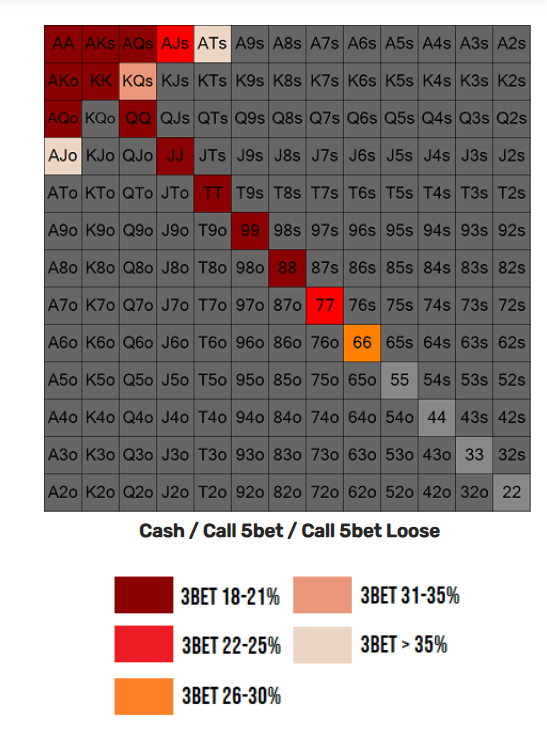 AA AKs AQs AJs ATs A9s A8s A7s A6s A5s A4s A3s A2s
AKo KK KQs KJs KTs K9s K8s K7s K6s K5s K4s K3s K2s
AQo KQo QQ QJs QTs Q9s Q8s Q7s Q6s Q5s Q4s Q3s Q2s
AJo KJo QJo JJ JTs J9s J8s J7s J6s J5s J4s J3s J2s
ATo KTo QTo JTo TT T9s T8s T7s T6s T5s T4s T3s T2s
A9o K9o Q9o J9o T9o 99 98s 97s 96s 95s 94s 93s 92s
A8o K8o Q8o J8o T8o 98o 88 87s 86s 85s 84s 83s 82s
A7o K7o Q7o J7o T7o 97o 87o 77 76s 75s 74s 73s 72s
A6o K6o Q6o J6o T6o 96o 86o 76o 66 65s 64s 63s 62s
A5o K5o Q5o J5o T5o 95o 85o 75o 65o 55 54s 53s 52s
A4o K4o Q4o J4o T4o 94o 84o 74o 64o 54o 44 43s 42s
A3o K3o Q3o J3o T3o 93o 83o 73o 63o 53o 43o 33 32s
A2o K2o Q2o J2o T2o 92o 82o 72o 62o 52o 42o 32o 22
Cash / Call 5bet / Call 5bet Loose
3BET 18-21% 3BET 31-35%
3BET 22-25% 3BET > 35%
3BET 26-30%